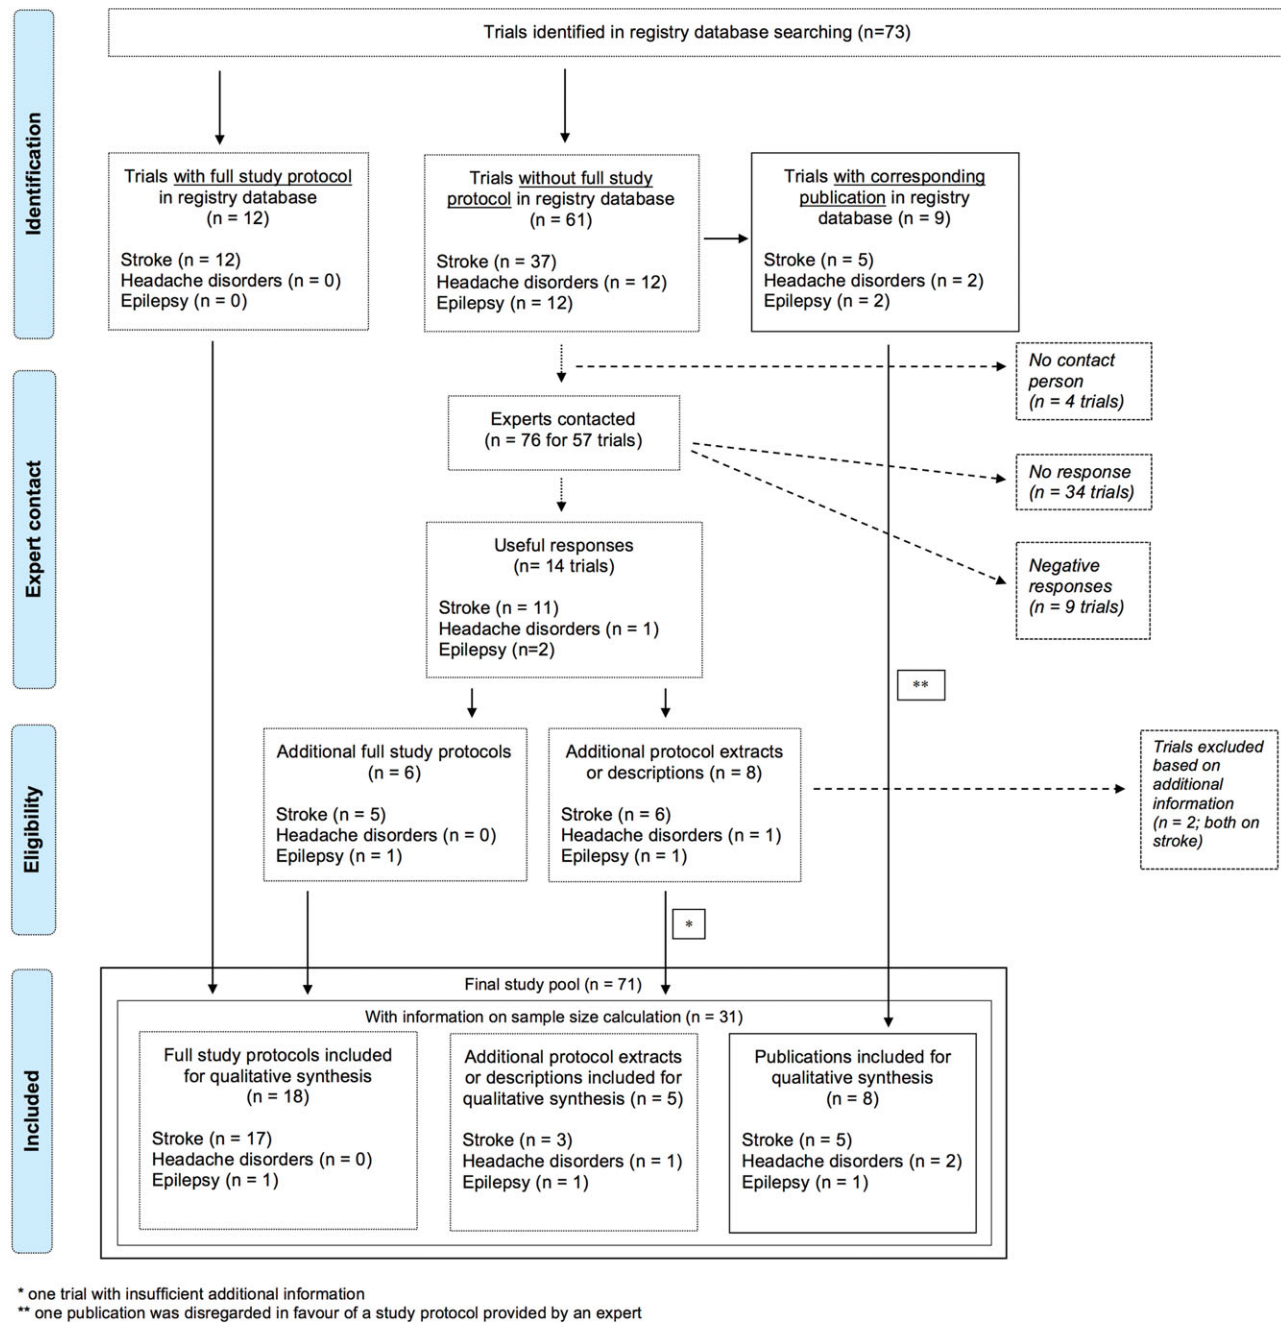 Trials identified in registry database searching (n=73)
Identification
Trials with full study protocol
in registry database
(n = 12)
Stroke (n = 12)
Headache disorders (n = 0)
Epilepsy (n = 0)
Trials without full study
protocol in registry database
(n = 61)
Stroke (n = 37)
Headache disorders (n = 12)
Epilepsy (n = 12)
Trials with corresponding
publication in registry
database (n = 9)
Stroke (n = 5)
Headache disorders (n = 2)
Epilepsy (n = 2)
Expert contact
No contact
person
(n = 4 trials)
Experts contacted
(n = 76 for 57 trials)
No response
(n = 34 trials)
Negative
responses
(n = 9 trials)
Useful responses
(n= 14 trials)
Stroke (n = 11)
Headache disorders (n = 1)
Epilepsy (n=2)
**
Eligibility
Additional full study protocols
(n = 6)
Stroke (n = 5)
Headache disorders (n = 0)
Epilepsy (n = 1)
Additional protocol extracts
or descriptions (n = 8)
Stroke (n = 6)
Headache disorders (n = 1)
Epilepsy (n = 1)
Trials excluded
based on
additional
information
(n = 2; both on
stroke)
*
Included
Final study pool (n = 71)
With information on sample size calculation (n = 31)
Full study protocols included
for qualitative synthesis
(n = 18)
Stroke (n = 17)
Headache disorders (n = 0)
Epilepsy (n = 1)
Additional protocol extracts
or descriptions included for
qualitative synthesis (n = 5)
Stroke (n = 3)
Headache disorders (n = 1)
Epilepsy (n = 1)
Publications included for
qualitative synthesis
(n = 8)
Stroke (n = 5)
Headache disorders (n = 2)
Epilepsy (n = 1)
* one trial with insufficient additional information
** one publication was disregarded in favour of a study protocol provided by an expert